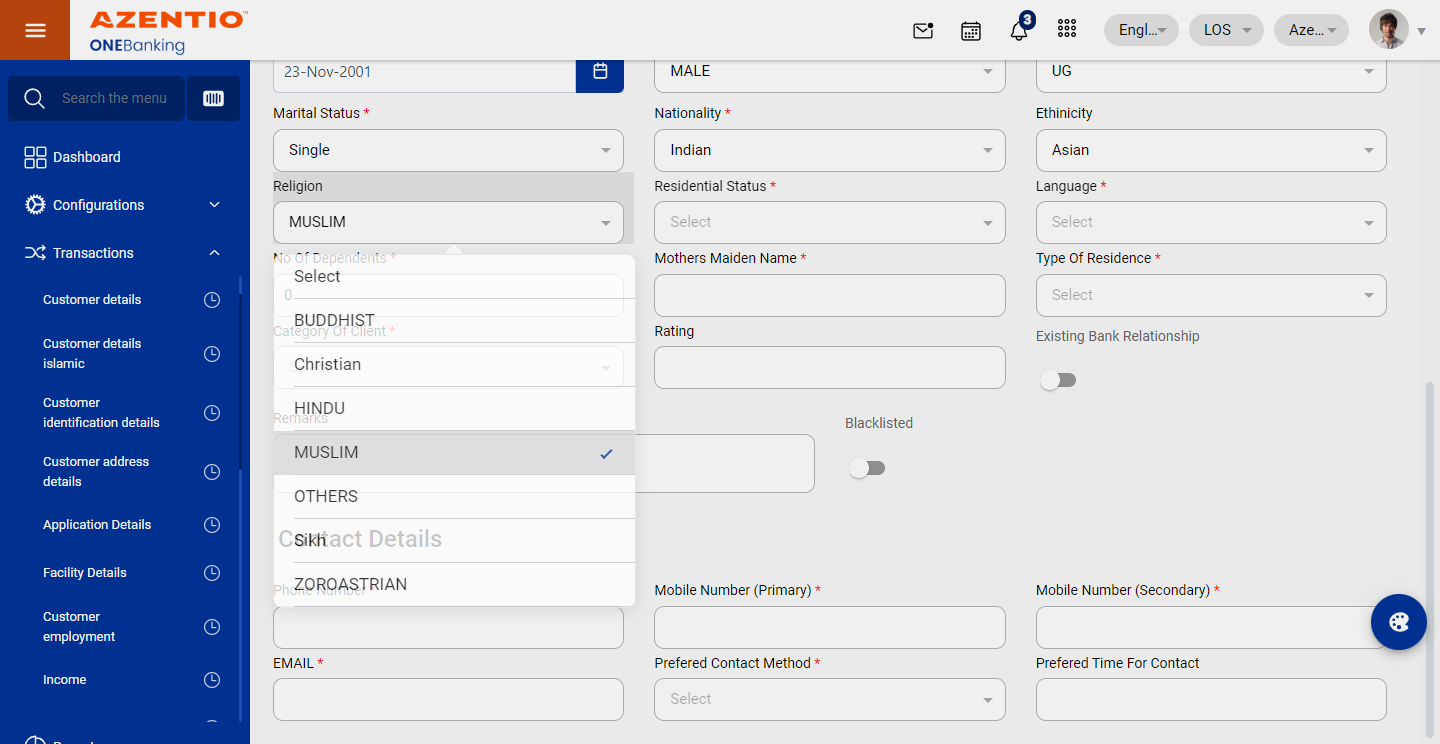 AZENTIO™
ONEBanking
3
Engl...
LOS
Aze...
Search the menu
Dashboard
Configurations
Transactions
Customer details
Customer details
islamic
Customer
identification details
Customer address
details
Application Details
Facility Details
Customer
employment
Income
23-Nov-2001
MALE
UG
Marital Status *
Nationality *
Ethinicity
Single
Indian
Asian
Religion
Residential Status *
Language *
MUSLIM
Select
Select
No Of Dependents *
Mothers Maiden Name *
Type Of Residence *
Select
0
Select
BUDDHIST
Category Of Client *
Rating
Existing Bank Relationship
Christian
HINDU
Remarks
Blacklisted
MUSLIM
OTHERS
Contact Details
Sikh
ZOROASTRIAN
Phone Number
Mobile Number (Primary) *
Mobile Number (Secondary) *
EMAIL *
Prefered Contact Method *
Prefered Time For Contact
Select